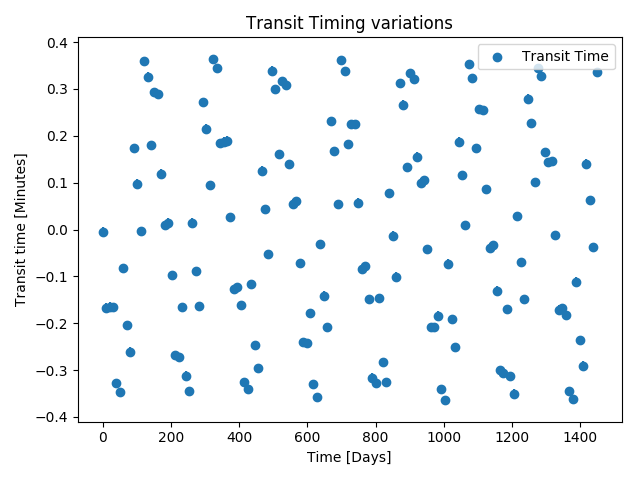 Transit Timing variations
Transit Time
0.4
0.3
0.2
0.1
0.0
−0.1
−0.2
−0.3
−0.4
Transit time [Minutes]
0 200 400 600 800 1000 1200 1400
Time [Days]